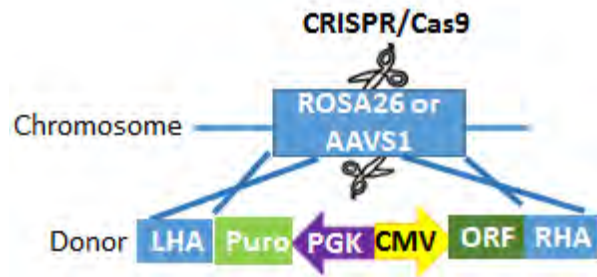 CRISPR/Cas9
ROSA26 or
AAVS1
Chromosome
Donor LHA Puro PGK CMV ORF RHA